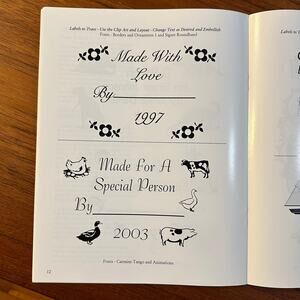 Labels to Trace - Use the Clip Art and Layout - Change Text as Desired and Embellish
Fonts - Borders and Ornaments 1 and Signet Roundhand
Made With
Love
By
1997
Made For A
Special Person
By
2003
Fonts - Carmine Tango and Animations
12